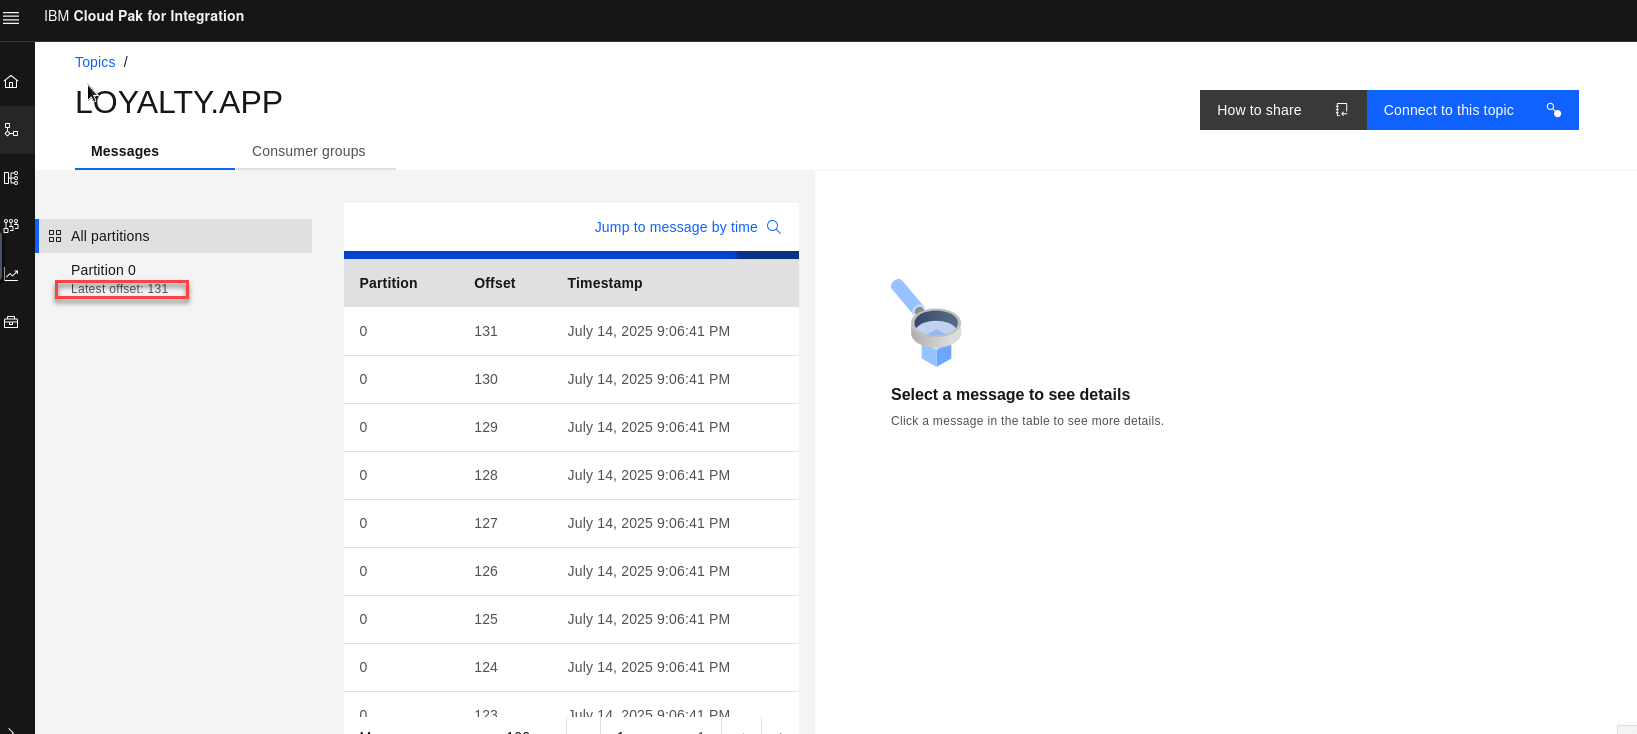 IBM Cloud Pak for Integration
Topics /
LOYALTY.APP
How to share
Connect to this topic
Messages
Consumer groups
All partitions
Partition 0
Latest offset: 131
Jump to message by time
Partition Offset Timestamp
0 131 July 14, 2025 9:06:41 PM
0 130 July 14, 2025 9:06:41 PM
0 129 July 14, 2025 9:06:41 PM
0 128 July 14, 2025 9:06:41 PM
0 127 July 14, 2025 9:06:41 PM
0 126 July 14, 2025 9:06:41 PM
0 125 July 14, 2025 9:06:41 PM
0 124 July 14, 2025 9:06:41 PM
0 123 July 14, 2025 9:06:41 PM
Select a message to see details
Click a message in the table to see more details.